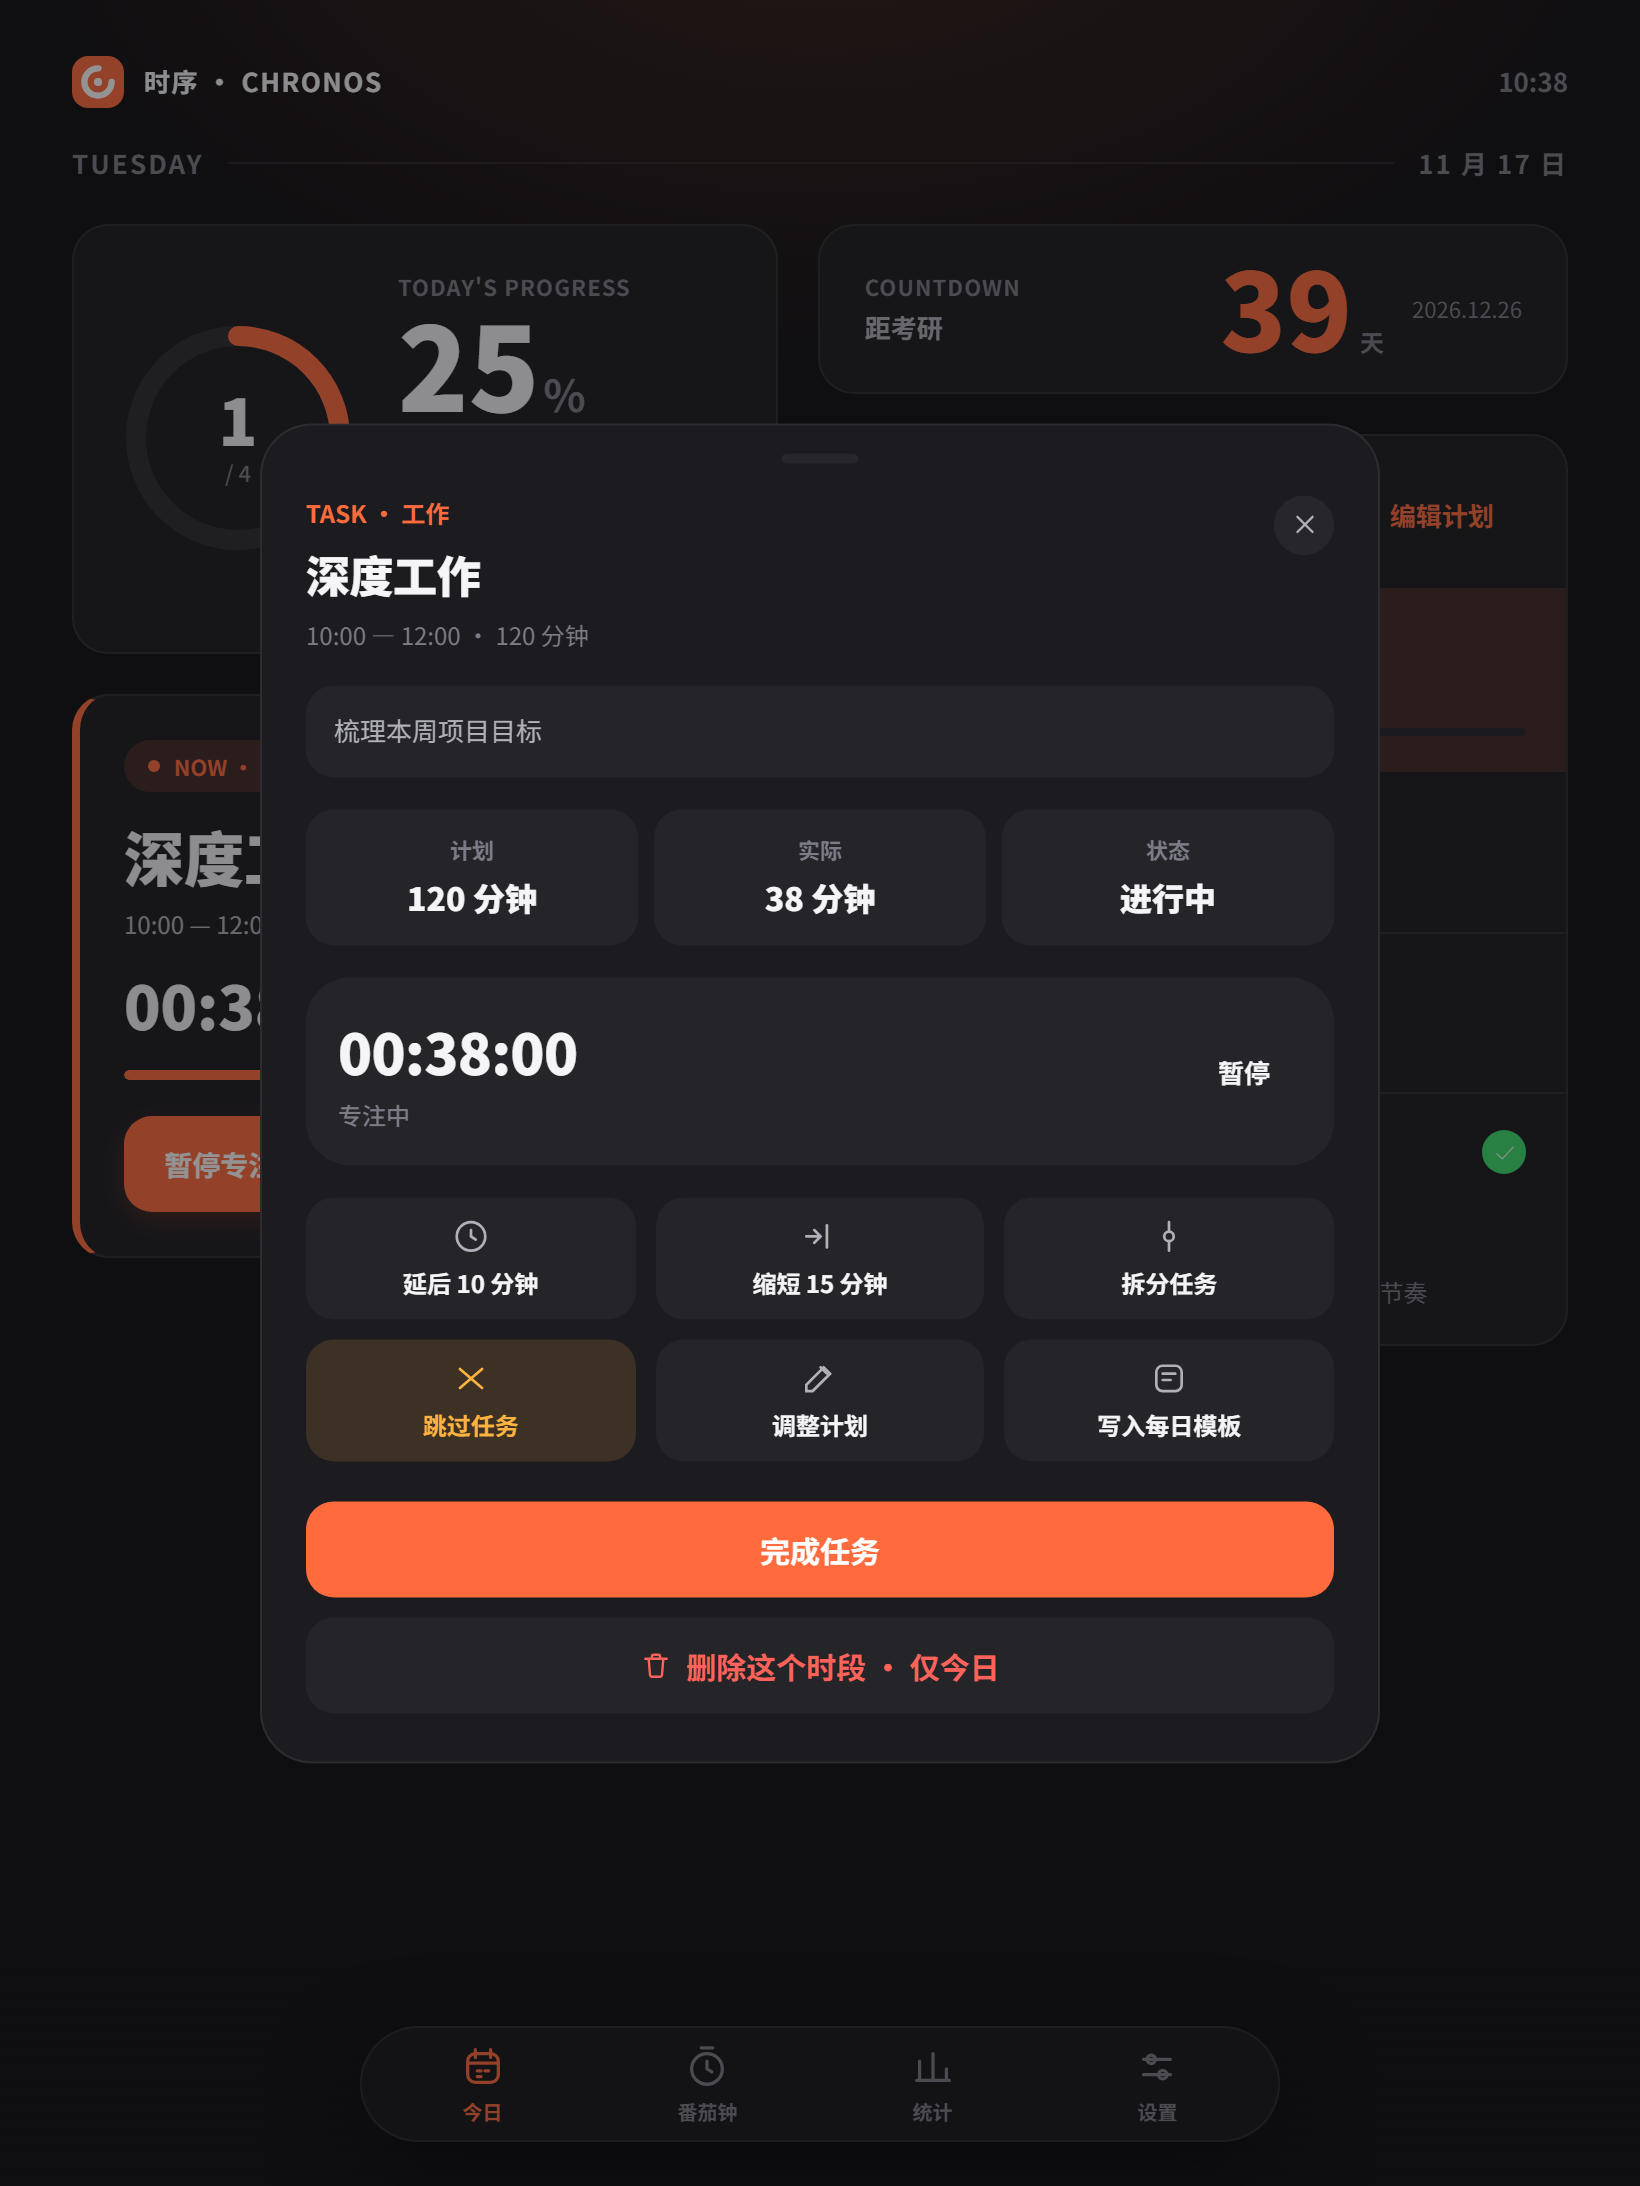 时序 · CHRONOS
10:38
TUESDAY
11 月 17 日
TODAY'S PROGRESS
25%
1
/ 4
COUNTDOWN
距考研
39 天
2026.12.26
编辑计划
NOW ·
深度
10:00 — 12:0
00:3
暂停专
节奏
TASK · 工作
深度工作
10:00 — 12:00 · 120 分钟
梳理本周项目目标
计划
120 分钟
实际
38 分钟
状态
进行中
00:38:00
专注中
暂停
延后 10 分钟
缩短 15 分钟
拆分任务
跳过任务
调整计划
写入每日模板
完成任务
删除这个时段 · 仅今日
今日
番茄钟
统计
设置